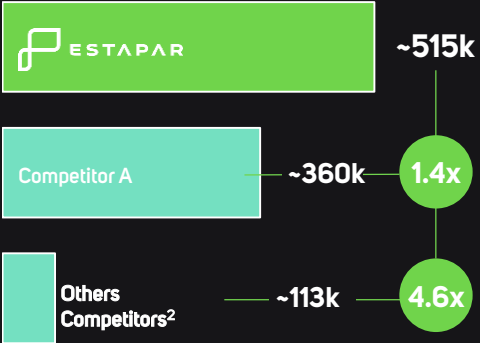 ESTAPAR
~515k
Competitor A
~360k
1.4x
Others
Competitors²
~113k
4.6x